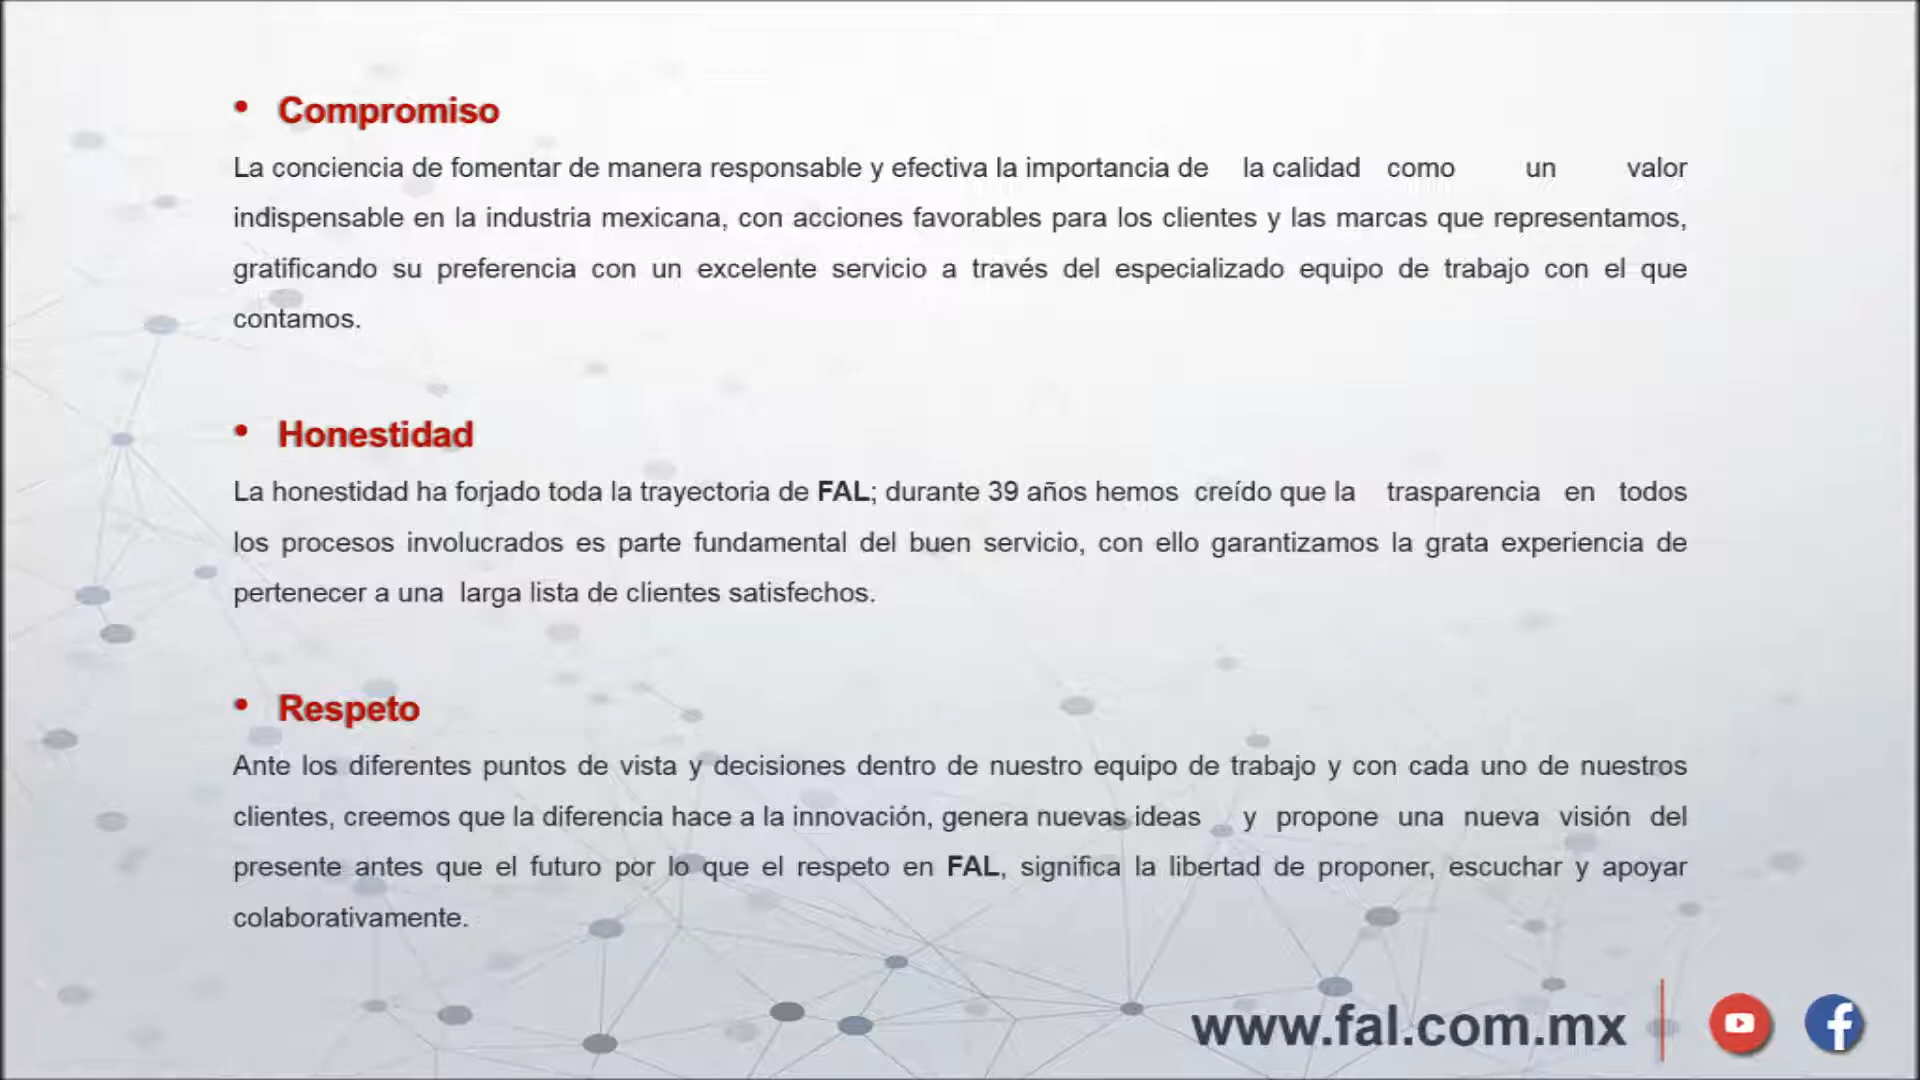 • Compromiso
La conciencia de fomentar de manera responsable y efectiva la importancia de la calidad como un valor
indispensable en la industria mexicana, con acciones favorables para los clientes y las marcas que representamos,
gratificando su preferencia con un excelente servicio a través del especializado equipo de trabajo con el que
contamos.
• Honestidad
La honestidad ha forjado toda la trayectoria de FAL; durante 39 años hemos creído que la trasparencia en todos
los procesos involucrados es parte fundamental del buen servicio, con ello garantizamos la grata experiencia de
pertenecer a una larga lista de clientes satisfechos.
• Respeto
Ante los diferentes puntos de vista y decisiones dentro de nuestro equipo de trabajo y con cada uno de nuestros
clientes, creemos que la diferencia hace a la innovación, genera nuevas ideas y propone una nueva visión del
presente antes que el futuro por lo que el respeto en FAL, significa la libertad de proponer, escuchar y apoyar
colaborativamente.
www.fal.com.mx